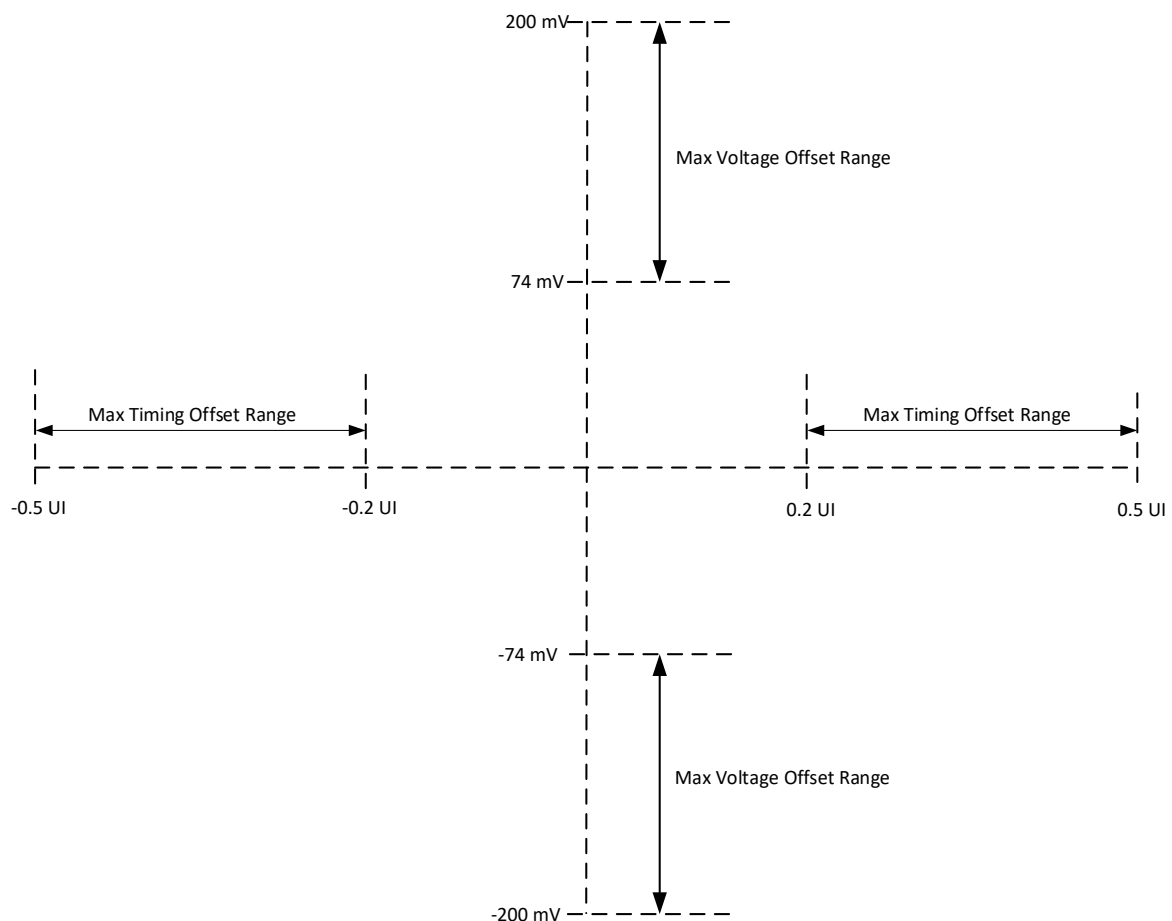 200 mV
Max Voltage Offset Range
74 mV
Max Timing Offset Range
Max Timing Offset Range
-0.5 UI
-0.2 UI
0.2 UI
0.5 UI
-74 mV
Max Voltage Offset Range
-200 mV